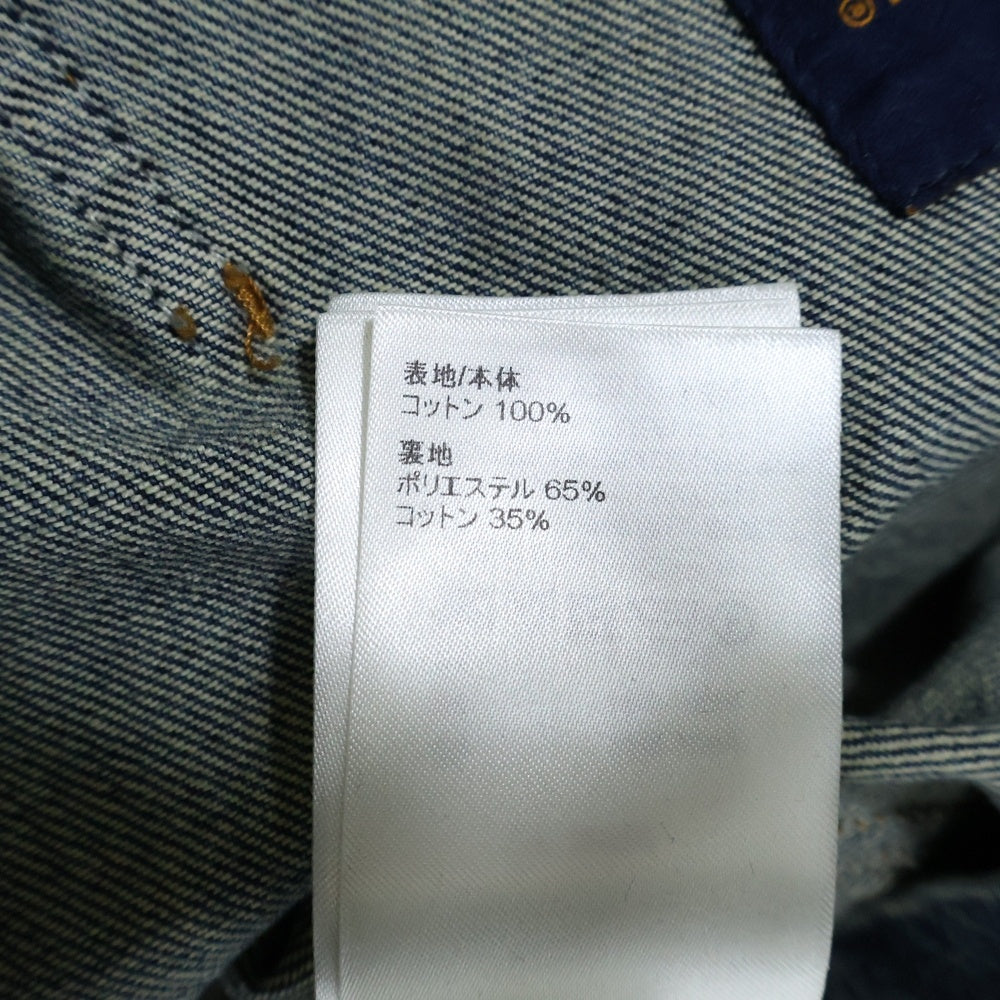 表地/本体
コットン 100%
裏地
ポリエステル 65%
コットン 35%